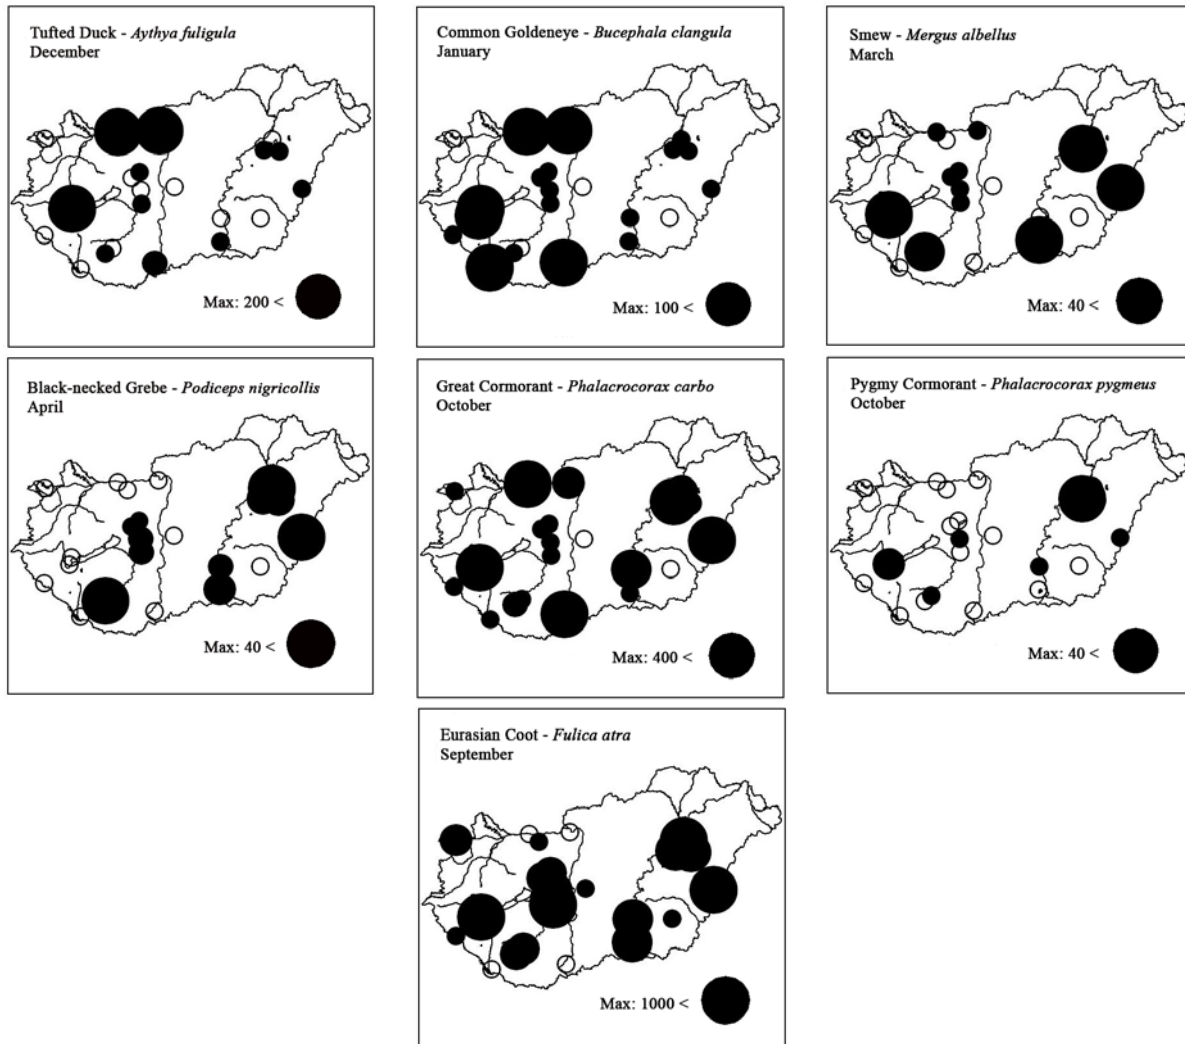 Tufted Duck - Aythya fuligula
December
Max: 200 <
Common Goldeneye - Bucephala clangula
January
Max: 100 <
Smew - Mergus albellus
March
Max: 40 <
Black-necked Grebe - Podiceps nigricollis
April
Max: 40 <
Great Cormorant - Phalacrocorax carbo
October
Max: 400 <
Pygmy Cormorant - Phalacrocorax pygmeus
October
Max: 40 <
Eurasian Coot - Fulica atra
September
Max: 1000 <